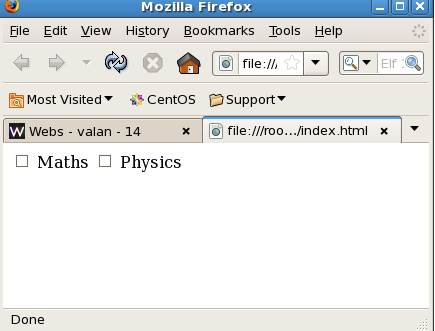 Mozilla Firefox
File Edit View History Bookmarks Tools Help
file:/// Elf
Most Visited CentOS Support
W Webs - valan - 14 file:///roo.../index.html
Maths Physics
Done